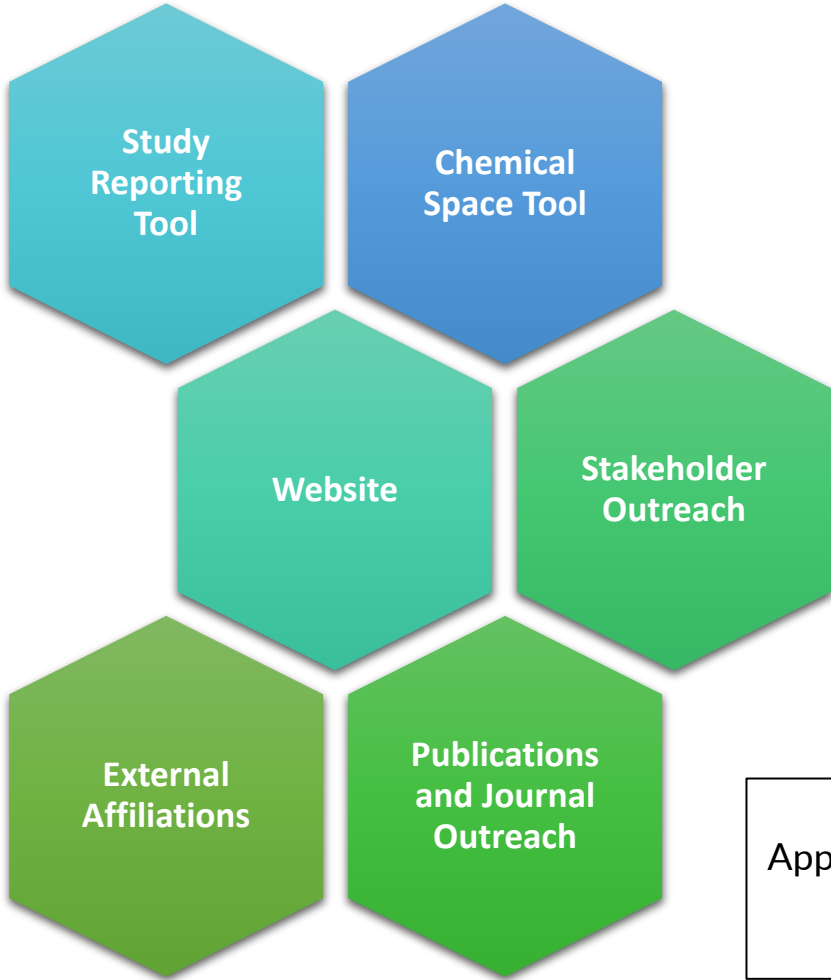 Study
Reporting
Tool
Chemical
Space Tool
Website
Stakeholder
Outreach
External
Affiliations
Publications
and Journal
Outreach
App